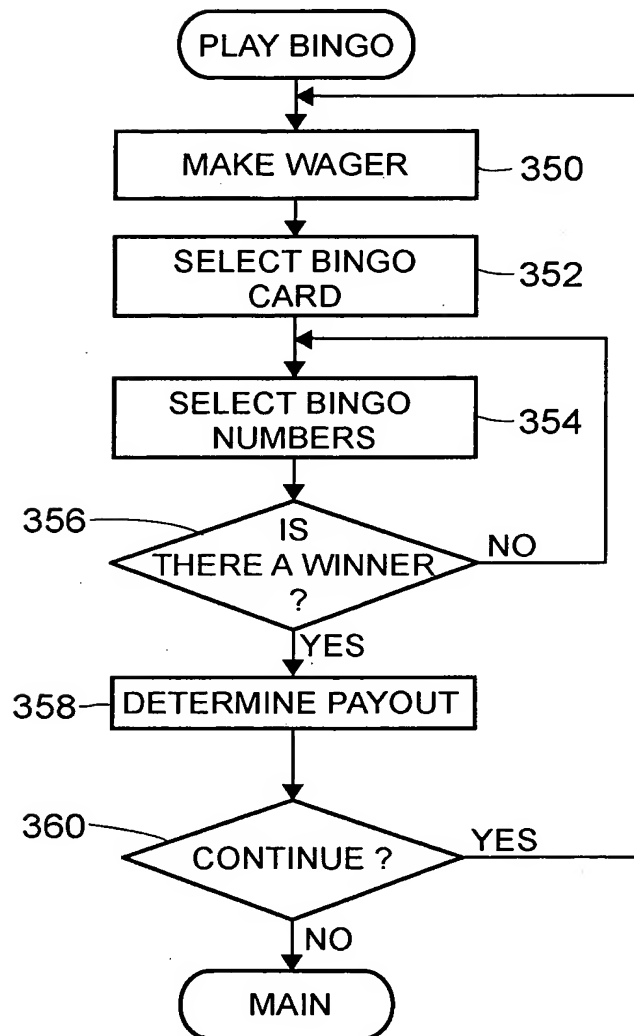 PLAY BINGO
MAKE WAGER
350
SELECT BINGO
CARD
352
SELECT BINGO
NUMBERS
354
356
IS
THERE A WINNER
?
NO
YES
358
DETERMINE PAYOUT
360
CONTINUE ?
YES
NO
MAIN